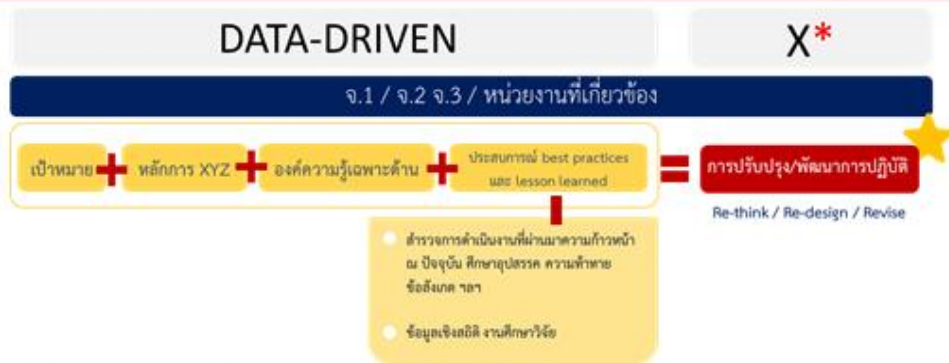 DATA-DRIVEN
X*
จ.1 / จ.2 จ.3 / หน่วยงานที่เกี่ยวข้อง
เป้าหมาย + หลักการ XYZ + องค์ความรู้เฉพาะด้าน + ประสบการณ์ best practices
และ lesson learned
= การปรับปรุง/พัฒนาการปฏิบัติ
Re-think / Re-design / Revise
สำรวจการดำเนินงานที่ผ่านมาความก้าวหน้า
ณ ปัจจุบัน ศึกษาอุปสรรค ความท้าทาย
ข้อสังเกต ฯลฯ
ข้อมูลเชิงสถิติ งานศึกษาวิจัย